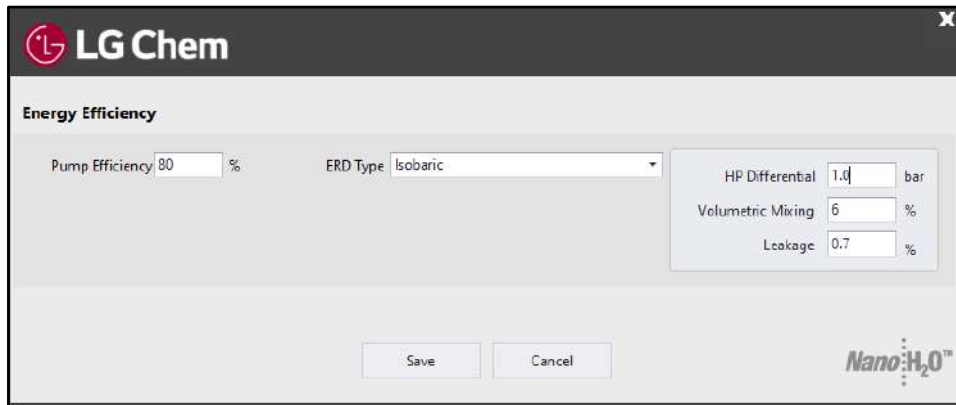 X
LG LG Chem
Energy Efficiency
Pump Efficiency 80 % ERD Type Isobaric
HP Differential 1.0 bar
Volumetric Mixing 6 %
Leakage 0.7 %
Save Cancel
NanoH₂O™